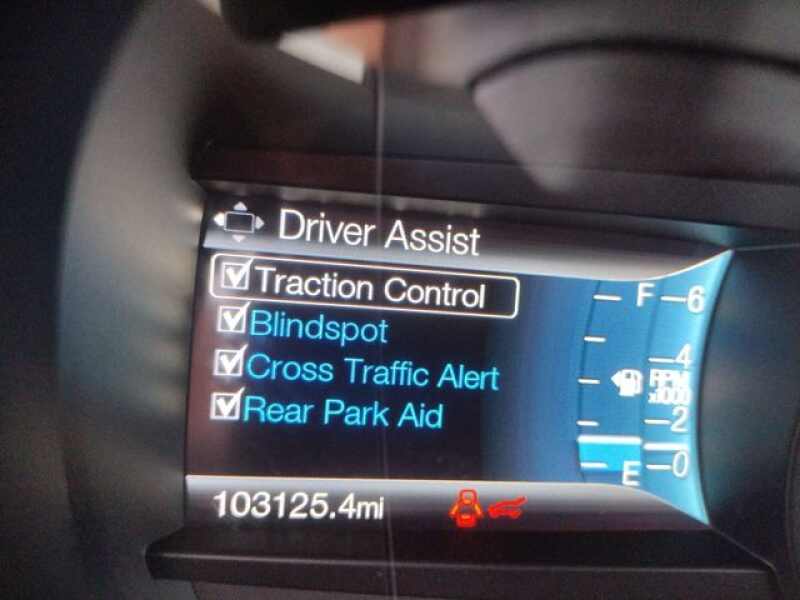 Driver Assist
Traction Control
Blindspot
Cross Traffic Alert
Rear Park Aid
103125.4mi
F
E
6
4
RPM
x1000
2
0